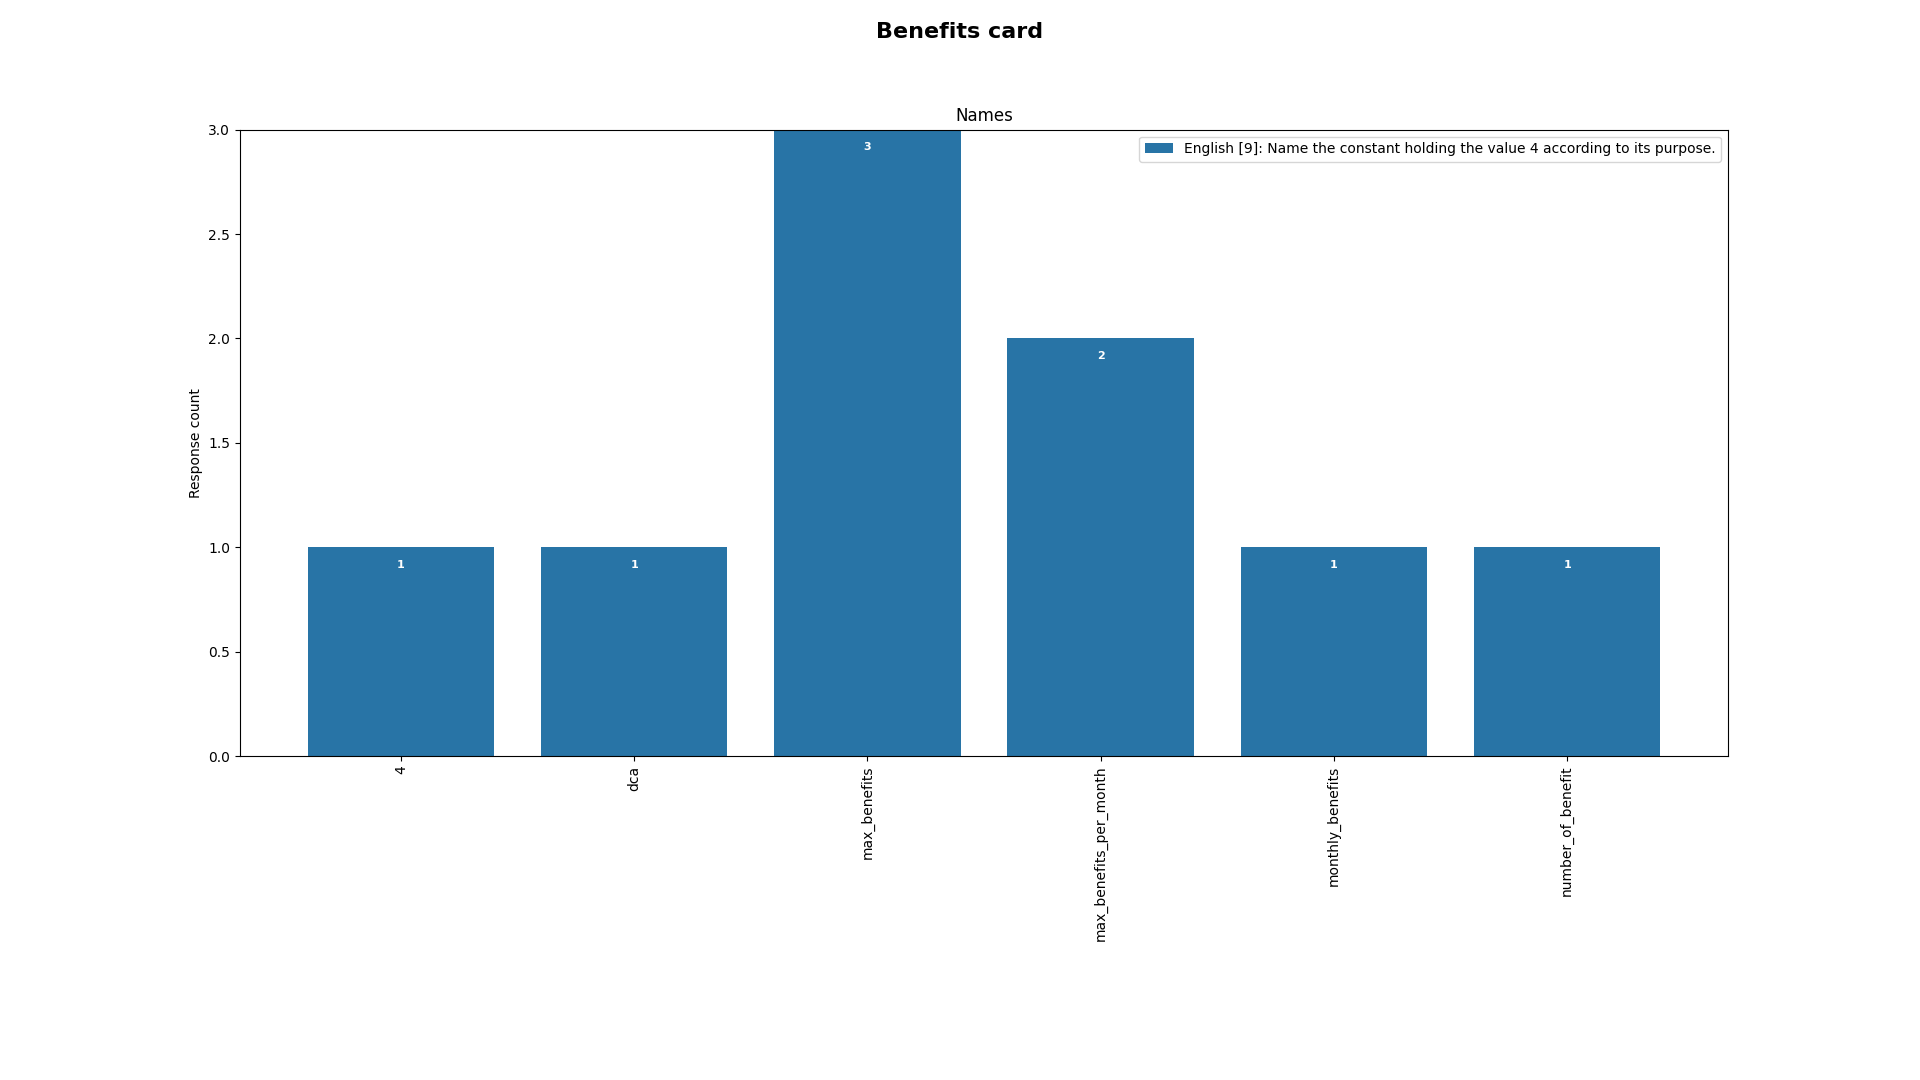 Benefits card
Names
English [9]: Name the constant holding the value 4 according to its purpose.
Response count
3.0
2.5
2.0
1.5
1.0
0.5
0.0
1
1
3
2
1
1
4
dca
max_benefits
max_benefits_per_month
monthly_benefits
number_of_benefit